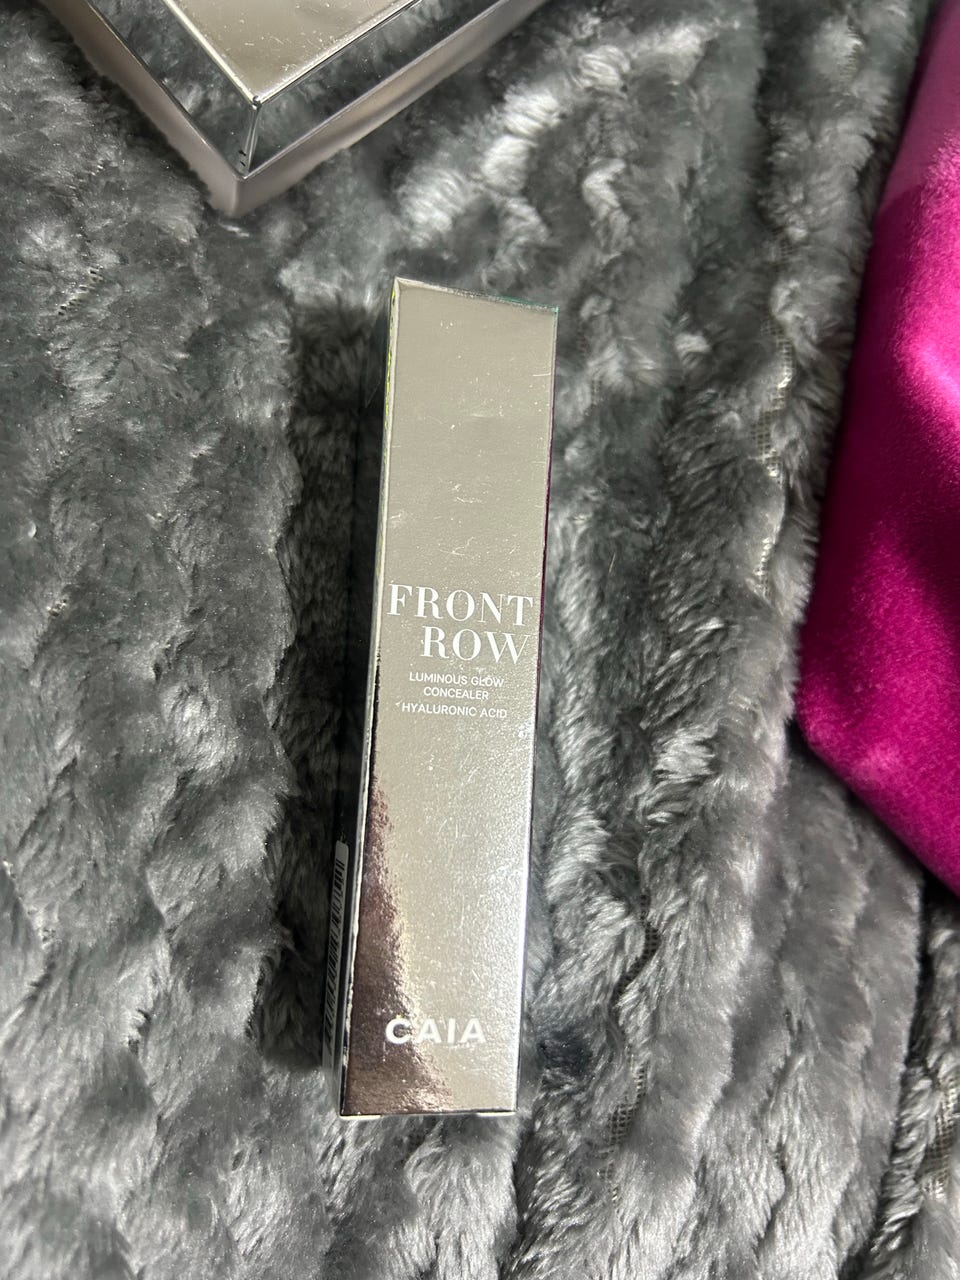 FRONT
ROW
LUMINOUS GLOW
CONCEALER
HYALURONIC ACID
CAIA